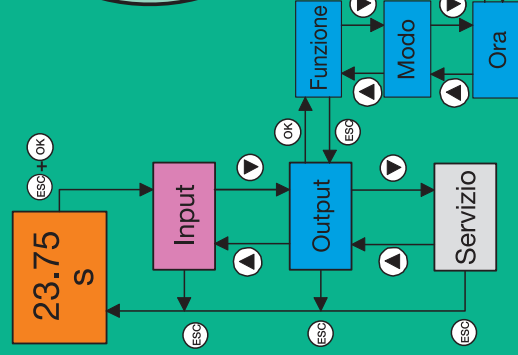 23.75
s
ESC
+
OK
Input
Output
Servizio
Funzione
Modo
Ora
OK
ESC
ESC
ESC
ESC